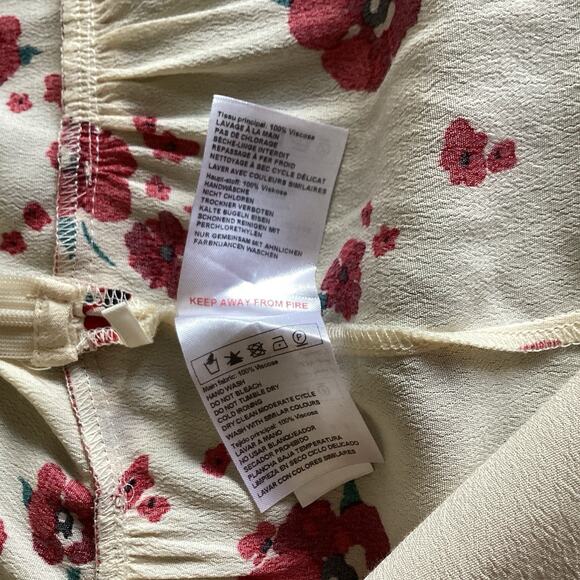 Tissu principal: 100% Viscose
LAVAGE À LA MAIN
PAS DE CHLORAGE
SÈCHE-LINGE INTERDIT
REPASSAGE À FER FROID
NETTOYAGE À SEC CYCLE DÉLICAT
LAVER AVEC COULEURS SIMILAIRES
Haupt-stoff: 100% Viskose
HANDWÄSCHE
NICHT CHLOREN
TROCKNER VERBOTEN
KALTE BÜGELN EISEN
SCHONEND REINIGEN MIT
PERCHLORETHYLEN
NUR GEMEINSAM MIT ÄHNLICHEN
FARBNUANCEN WASCHEN
KEEP AWAY FROM FIRE
Main fabric: 100% Viscose
HAND WASH
DO NOT BLEACH
DO NOT TUMBLE DRY
COLD IRONING
DRY CLEAN MODERATE CYCLE
WASH WITH SIMILAR COLOURS
Tejido principal: 100% Viscosa
LAVAR A MANO
NO USAR BLANQUEADOR
SECADOR PROHIBIDO
PLANCHA BAJA TEMPERATURA
LIMPIEZA EN SECO CICLO DELICADO
LAVAR CON COLORES SIMILARES